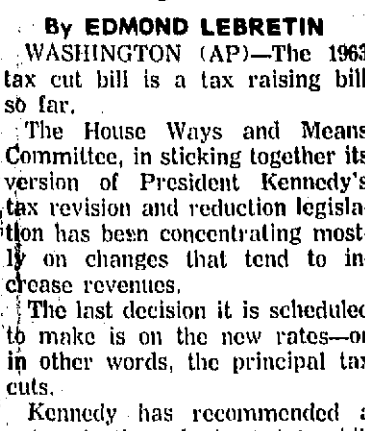 By EDMOND LEBRETIN
WASHINGTON (AP)—The 1963
tax cut bill is a tax raising bill
so far.
The House Ways and Means
Committee, in sticking together its
version of President Kennedy's
tax revision and reduction legisla-
tion has been concentrating most-
ly on changes that tend to in-
crease revenues.
The last decision it is scheduled
to make is on the new rates—or
in other words, the principal tax
cuts.
Kennedy has recommended a